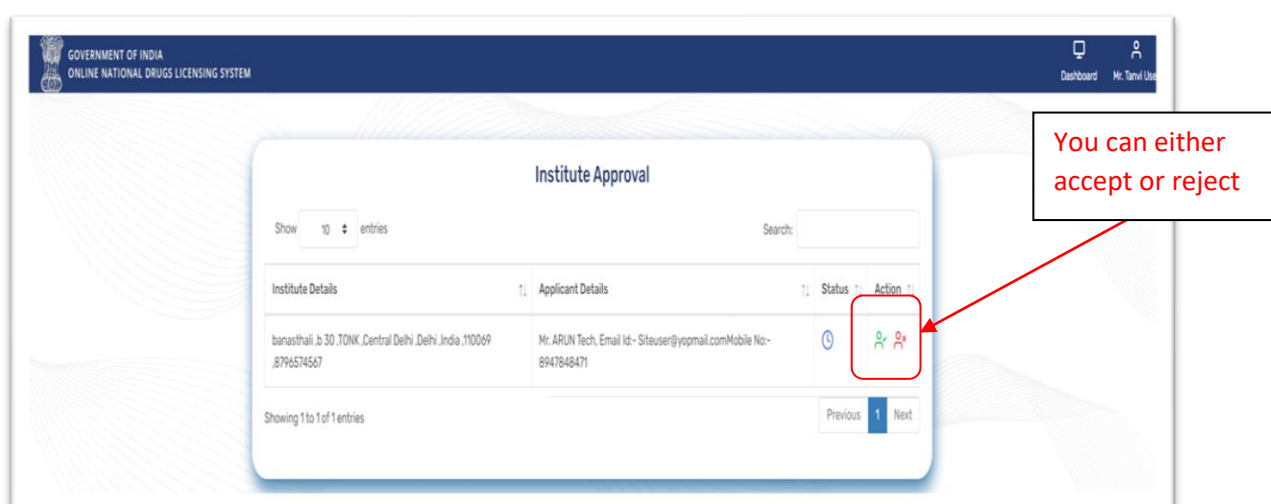 GOVERNMENT OF INDIA
ONLINE NATIONAL DRUGS LICENSING SYSTEM
Dashboard
Mr. Tanvi Use
You can either
accept or reject
Institute Approval
Show 10 entries
Search:
Institute Details
Applicant Details
Status
Action
banasthali ,b 30 ,TONK ,Central Delhi ,Delhi ,India ,110069
,8796574567
Mr. ARUN Tech, Email Id:- Siteuser@yopmail.comMobile No:-
8947848471
Showing 1 to 1 of 1 entries
Previous 1 Next